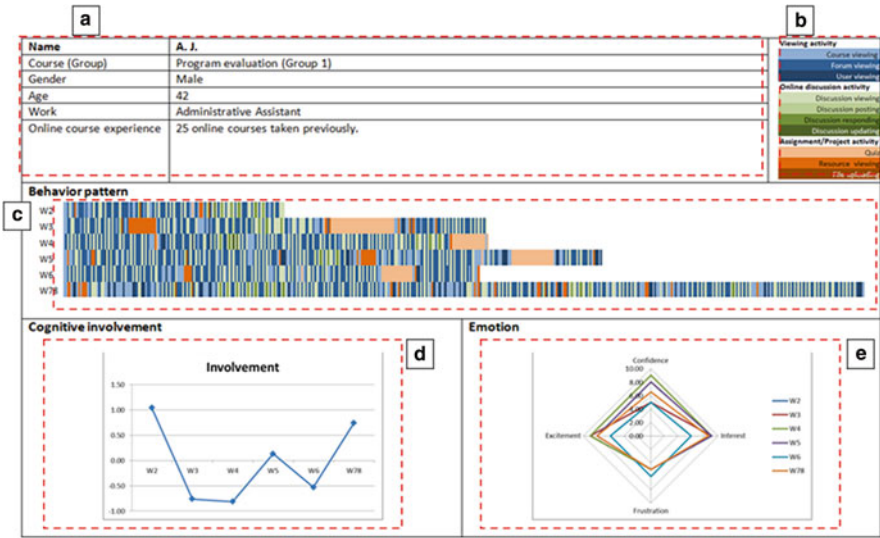 a
b
Name A. J.
Course (Group) Program evaluation (Group 1)
Gender Male
Age 42
Work Administrative Assistant
Online course experience 25 online courses taken previously.
Viewing activity
Course viewing
Forum viewing
User viewing
Online discussion activity
Discussion viewing
Discussion posting
Discussion responding
Discussion updating
Assignment/Project activity
Quiz
Resource viewing
File uploading
Behavior pattern
c
W2
W3
W4
W5
W6
W78
Cognitive involvement
d
Involvement
1.50
1.00
0.50
0.00
-0.50
-1.00
W2 W3 W4 W5 W6 W78
Emotion
e
Confidence
10.00
8.00
6.00
4.00
2.00
0.00
Excitement
Interest
Frustration
W2
W3
W4
W5
W6
W78